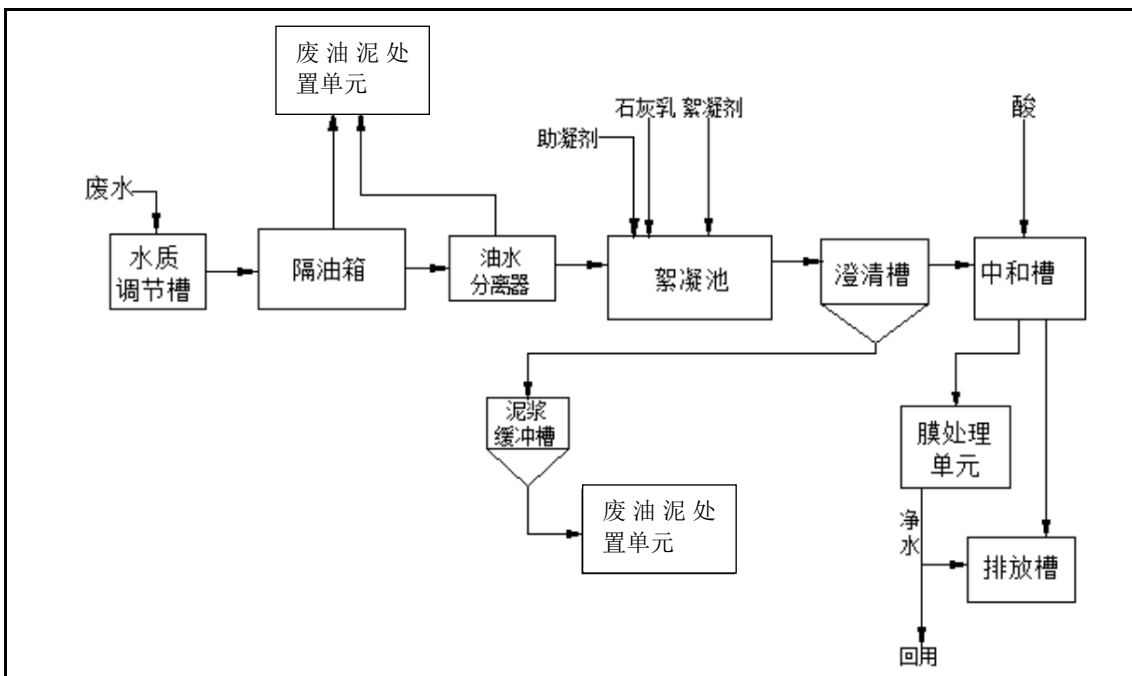 废油泥处
置单元
石灰乳 絮凝剂
酸
助凝剂
废水
水质
调节槽
隔油箱
油水
分离器
絮凝池
澄清槽
中和槽
泥浆
缓冲槽
膜处理
单元
废油泥处
置单元
净
水
排放槽
回用